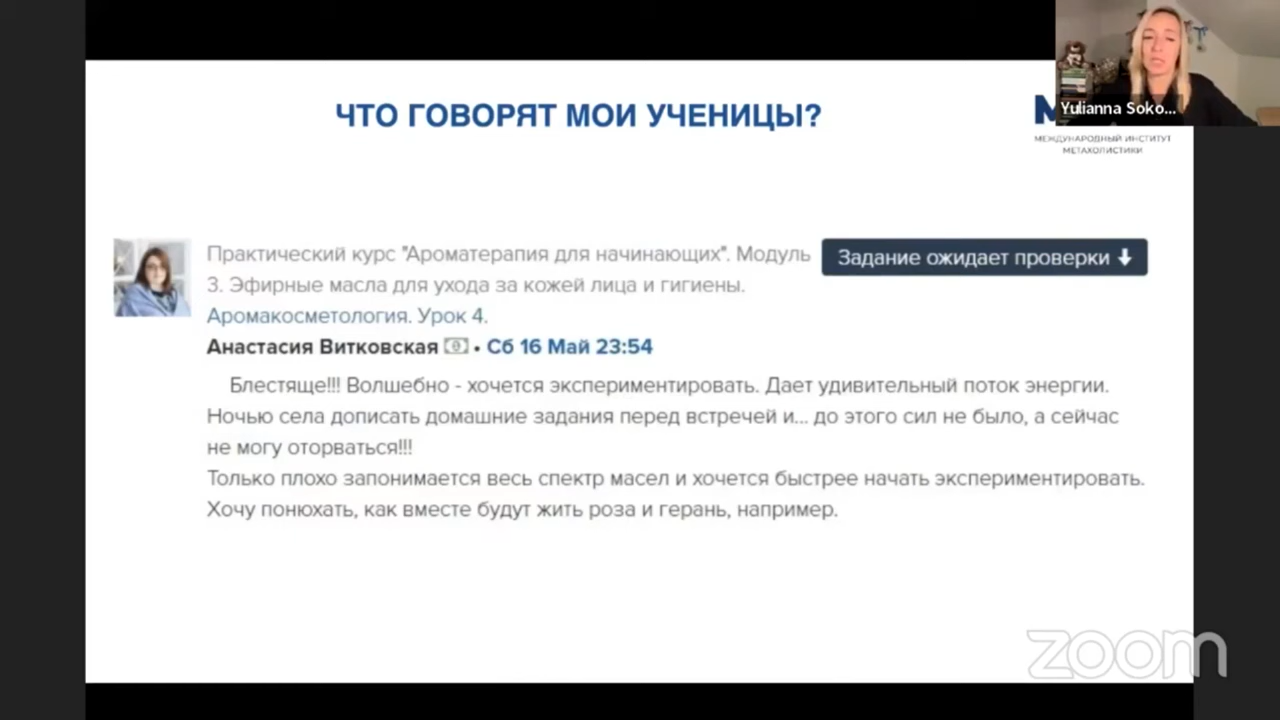 ЧТО ГОВОРЯТ МОИ УЧЕНИЦЫ?
Yulianna Soko...
МЕЖДУНАРОДНЫЙ ИНСТИТУТ
МЕТАХОЛИСТИКИ
Практический курс "Ароматерапия для начинающих". Модуль
3. Эфирные масла для ухода за кожей лица и гигиены.
Аромакосметология. Урок 4.
Задание ожидает проверки
Анастасия Витковская • Сб 16 Май 23:54
Блестяще!!! Волшебно - хочется экспериментировать. Дает удивительный поток энергии.
Ночью села дописать домашние задания перед встречей и... до этого сил не было, а сейчас
не могу оторваться!!!
Только плохо запоминается весь спектр масел и хочется быстрее начать экспериментировать.
Хочу понюхать, как вместе будут жить роза и герань, например.
zoom